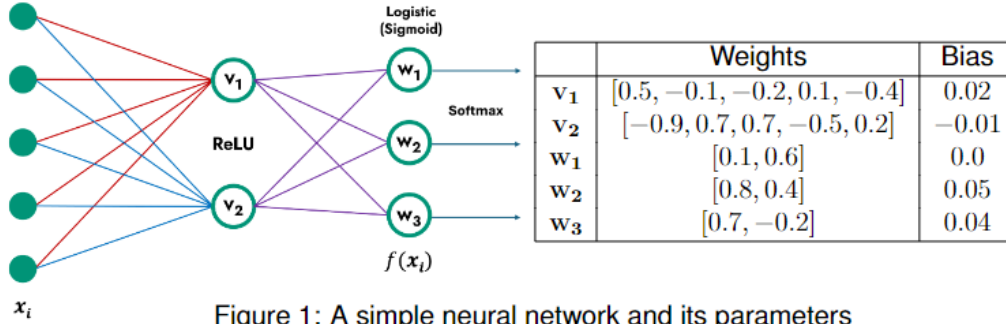 Logistic
(Sigmoid)
v₁
w₁
Softmax
ReLU
w₂
v₂
w₃
f(xᵢ)
xᵢ
Weights Bias
v₁ [0.5, −0.1, −0.2, 0.1, −0.4] 0.02
v₂ [−0.9, 0.7, 0.7, −0.5, 0.2] −0.01
w₁ [0.1, 0.6] 0.0
w₂ [0.8, 0.4] 0.05
w₃ [0.7, −0.2] 0.04
Figure 1: A simple neural network and its parameters